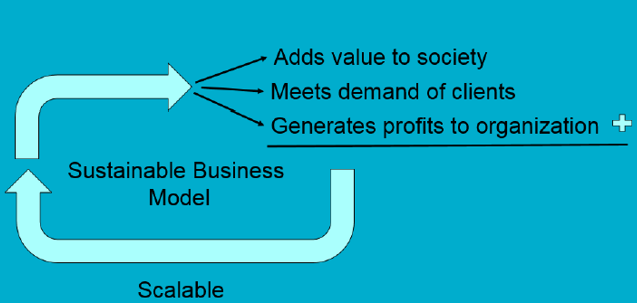 Adds value to society
Meets demand of clients
Generates profits to organization
Sustainable Business
Model
Scalable